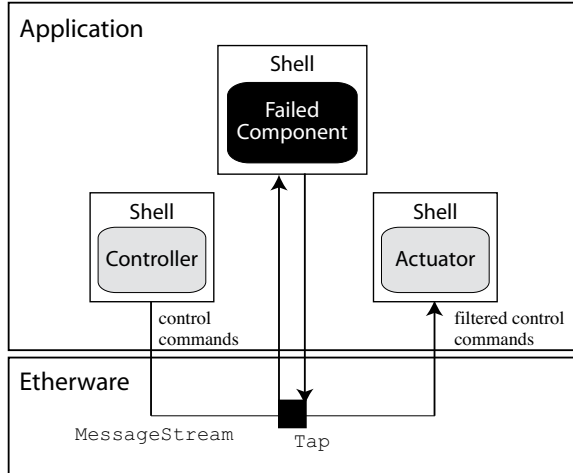 Application
Shell
Failed
Component
Shell
Controller
Shell
Actuator
control
commands
filtered control
commands
Etherware
MessageStream
Tap